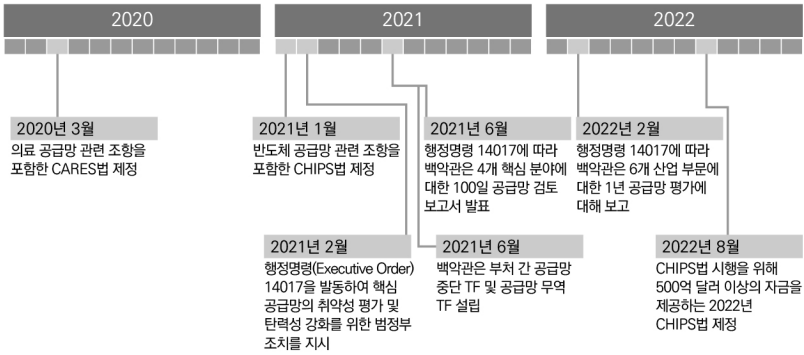 2020
2021
2022
2020년 3월
의료 공급망 관련 조항을
포함한 CARES법 제정
2021년 1월
반도체 공급망 관련 조항을
포함한 CHIPS법 제정
2021년 6월
행정명령 14017에 따라
백악관은 4개 핵심 분야에
대한 100일 공급망 검토
보고서 발표
2022년 2월
행정명령 14017에 따라
백악관은 6개 산업 부문에
대한 1년 공급망 평가에
대해 보고
2021년 2월
행정명령(Executive Order)
14017을 발동하여 핵심
공급망의 취약성 평가 및
탄력성 강화를 위한 범정부
조치를 지시
2021년 6월
백악관은 부처 간 공급망
중단 TF 및 공급망 무역
TF 설립
2022년 8월
CHIPS법 시행을 위해
500억 달러 이상의 자금을
제공하는 2022년
CHIPS법 제정